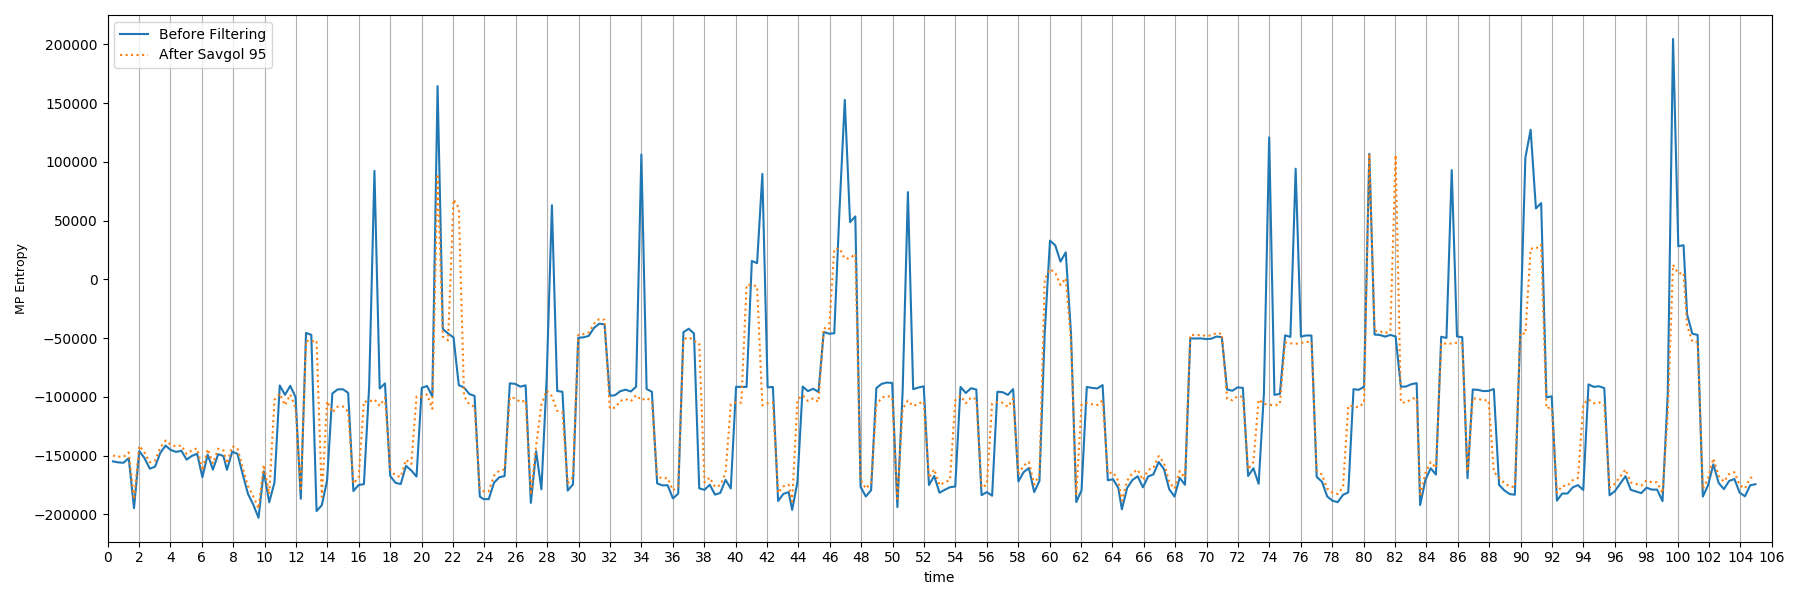 Before Filtering
After Savgol 95
200000
150000
100000
50000
0
−50000
−100000
−150000
−200000
MP Entropy
0 2 4 6 8 10 12 14 16 18 20 22 24 26 28 30 32 34 36 38 40 42 44 46 48 50 52 54 56 58 60 62 64 66 68 70 72 74 76 78 80 82 84 86 88 90 92 94 96 98 100 102 104 106
time